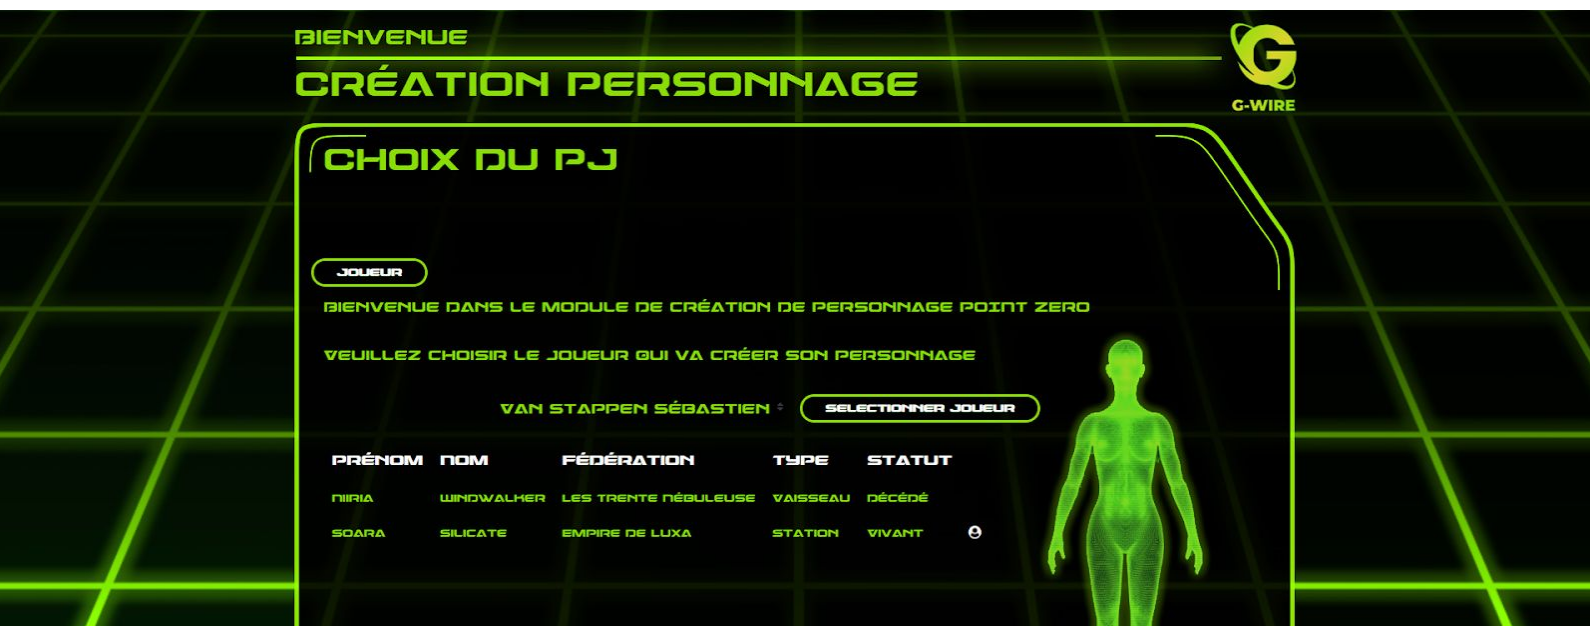 BIENVENUE
CRÉATION PERSONNAGE
G-WIRE
CHOIX DU PJ
JOUEUR
BIENVENUE DANS LE MODULE DE CRÉATION DE PERSONNAGE POINT ZERO
VEUILLEZ CHOISIR LE JOUEUR QUI VA CRÉER SON PERSONNAGE
VAN STAPPEN SÉBASTIEN SELECTIONNER JOUEUR
PRÉNOM NOM FÉDÉRATION TYPE STATUT
NIIRIA WINDWALKER LES TRENTE NÉBULEUSE VAISSEAU DÉCÉDÉ
SOARA SILICATE EMPIRE DE LUXA STATION VIVANT